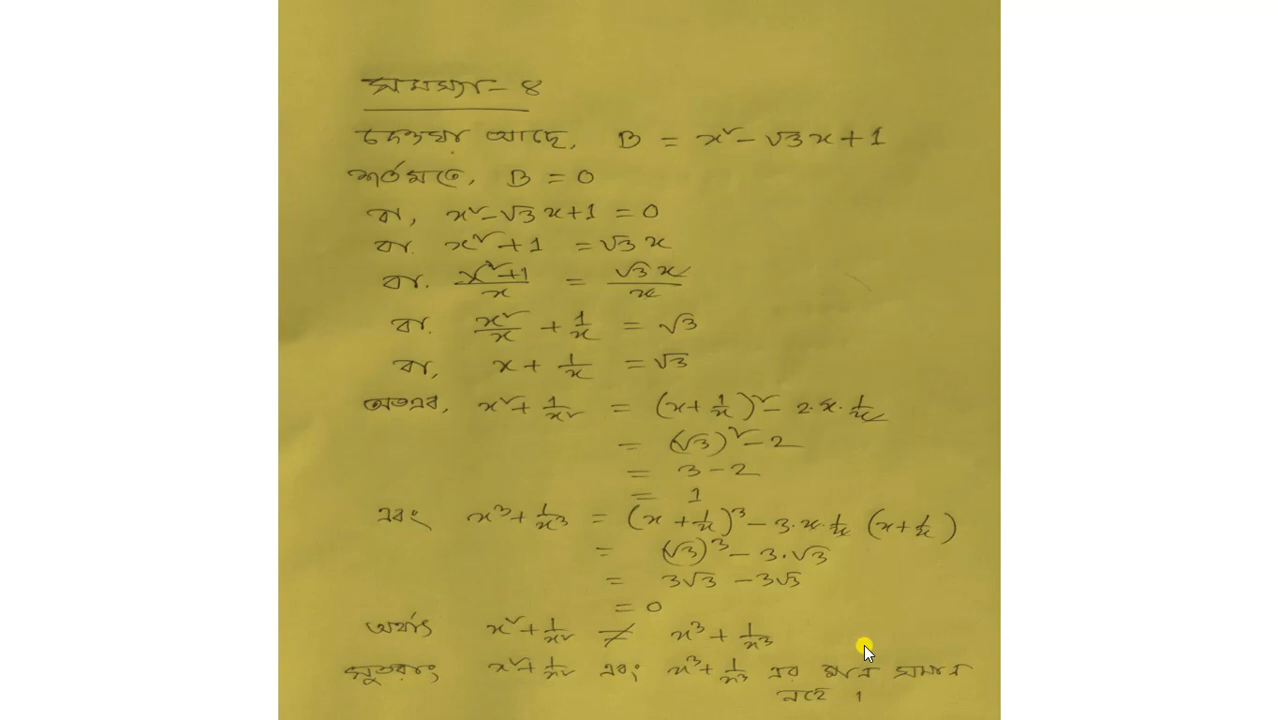 সমস্যা- ৪
দেওয়া আছে, B = x² - √3x + 1
শর্তমতে, B = 0
বা, x² - √3 x + 1 = 0
বা. x² + 1 = √3 x
বা. x²+1/x = √3 x/x
বা. x²/x + 1/x = √3
বা, x + 1/x = √3
অতএব, x² + 1/x² = (x + 1/x)² - 2·x·1/x
= (√3)² - 2
= 3 - 2
= 1
এবং x³ + 1/x³ = (x + 1/x)³ - 3·x·1/x (x + 1/x)
= (√3)³ - 3·√3
= 3√3 - 3√3
= 0
অর্থাৎ x² + 1/x² ≠ x³ + 1/x³
সুতরাং x² + 1/x² এবং x³ + 1/x³ এর মান সমান
নহে ।